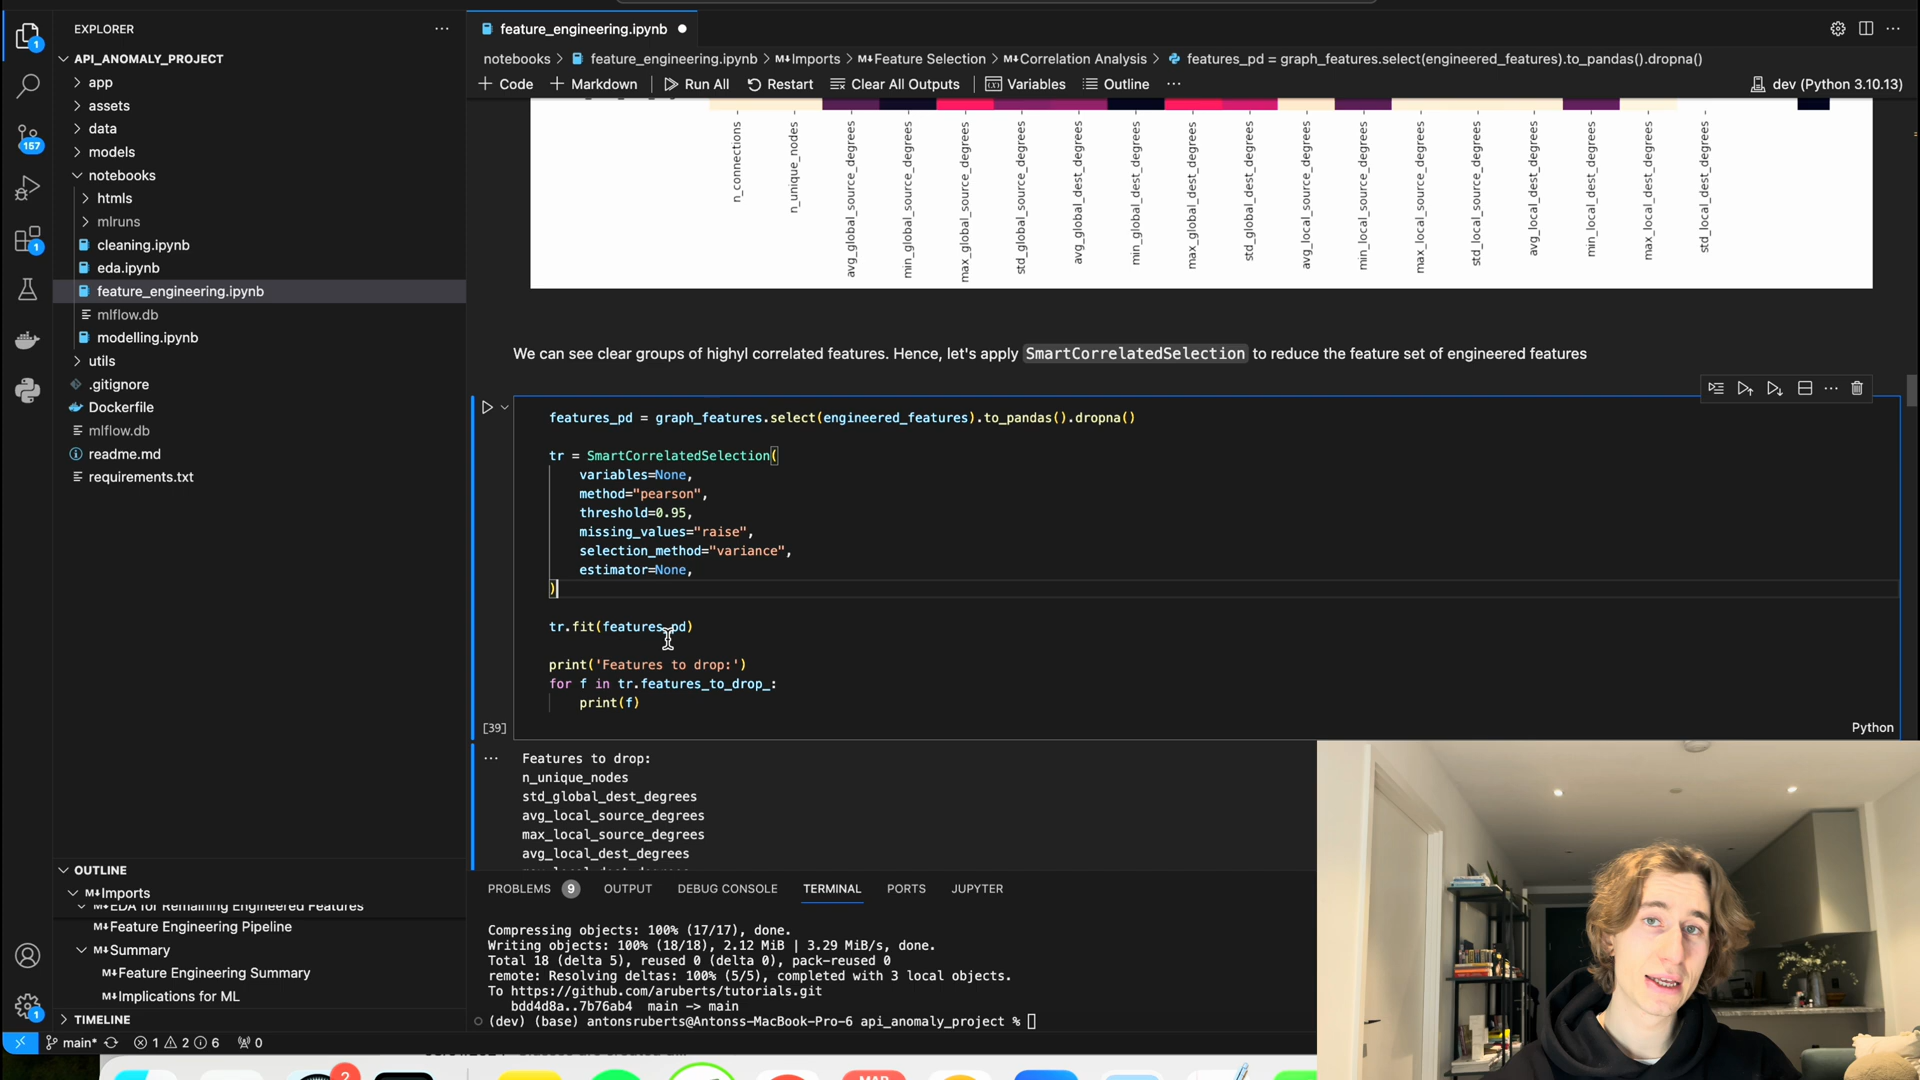 EXPLORER
feature_engineering.ipynb
API_ANOMALY_PROJECT
notebooks > feature_engineering.ipynb > M↓Imports > M↓Feature Selection > M↓Correlation Analysis > features_pd = graph_features.select(engineered_features).to_pandas().dropna()
+ Code + Markdown Run All Restart Clear All Outputs Variables Outline ... dev (Python 3.10.13)
app
assets
data
models
notebooks
htmls
mlruns
cleaning.ipynb
eda.ipynb
feature_engineering.ipynb
mlflow.db
modelling.ipynb
utils
.gitignore
Dockerfile
mlflow.db
readme.md
requirements.txt
1
157
1
n_connections
n_unique_nodes
avg_global_source_degrees
min_global_source_degrees
max_global_source_degrees
std_global_source_degrees
avg_global_dest_degrees
min_global_dest_degrees
max_global_dest_degrees
std_global_dest_degrees
avg_local_source_degrees
min_local_source_degrees
max_local_source_degrees
std_local_source_degrees
avg_local_dest_degrees
min_local_dest_degrees
max_local_dest_degrees
std_local_dest_degrees
We can see clear groups of highyl correlated features. Hence, let's apply SmartCorrelatedSelection to reduce the feature set of engineered features
features_pd = graph_features.select(engineered_features).to_pandas().dropna()
tr = SmartCorrelatedSelection(
variables=None,
method="pearson",
threshold=0.95,
missing_values="raise",
selection_method="variance",
estimator=None,
)
tr.fit(features_pd)
print('Features to drop:')
for f in tr.features_to_drop_:
print(f)
[39]
Python
Features to drop:
n_unique_nodes
std_global_dest_degrees
avg_local_source_degrees
max_local_source_degrees
avg_local_dest_degrees
OUTLINE
M↓Imports
M↓EDA for Remaining Engineered Features
M↓Feature Engineering Pipeline
M↓Summary
M↓Feature Engineering Summary
M↓Implications for ML
TIMELINE
1
PROBLEMS 9 OUTPUT DEBUG CONSOLE TERMINAL PORTS JUPYTER
Compressing objects: 100% (17/17), done.
Writing objects: 100% (18/18), 2.12 MiB | 3.29 MiB/s, done.
Total 18 (delta 5), reused 0 (delta 0), pack-reused 0
remote: Resolving deltas: 100% (5/5), completed with 3 local objects.
To https://github.com/aruberts/tutorials.git
bdd4d8a..7b76ab4 main -> main
(dev) (base) antonsruberts@Antonss-MacBook-Pro-6 api_anomaly_project %
main* 1 2 6 0
2
MAR